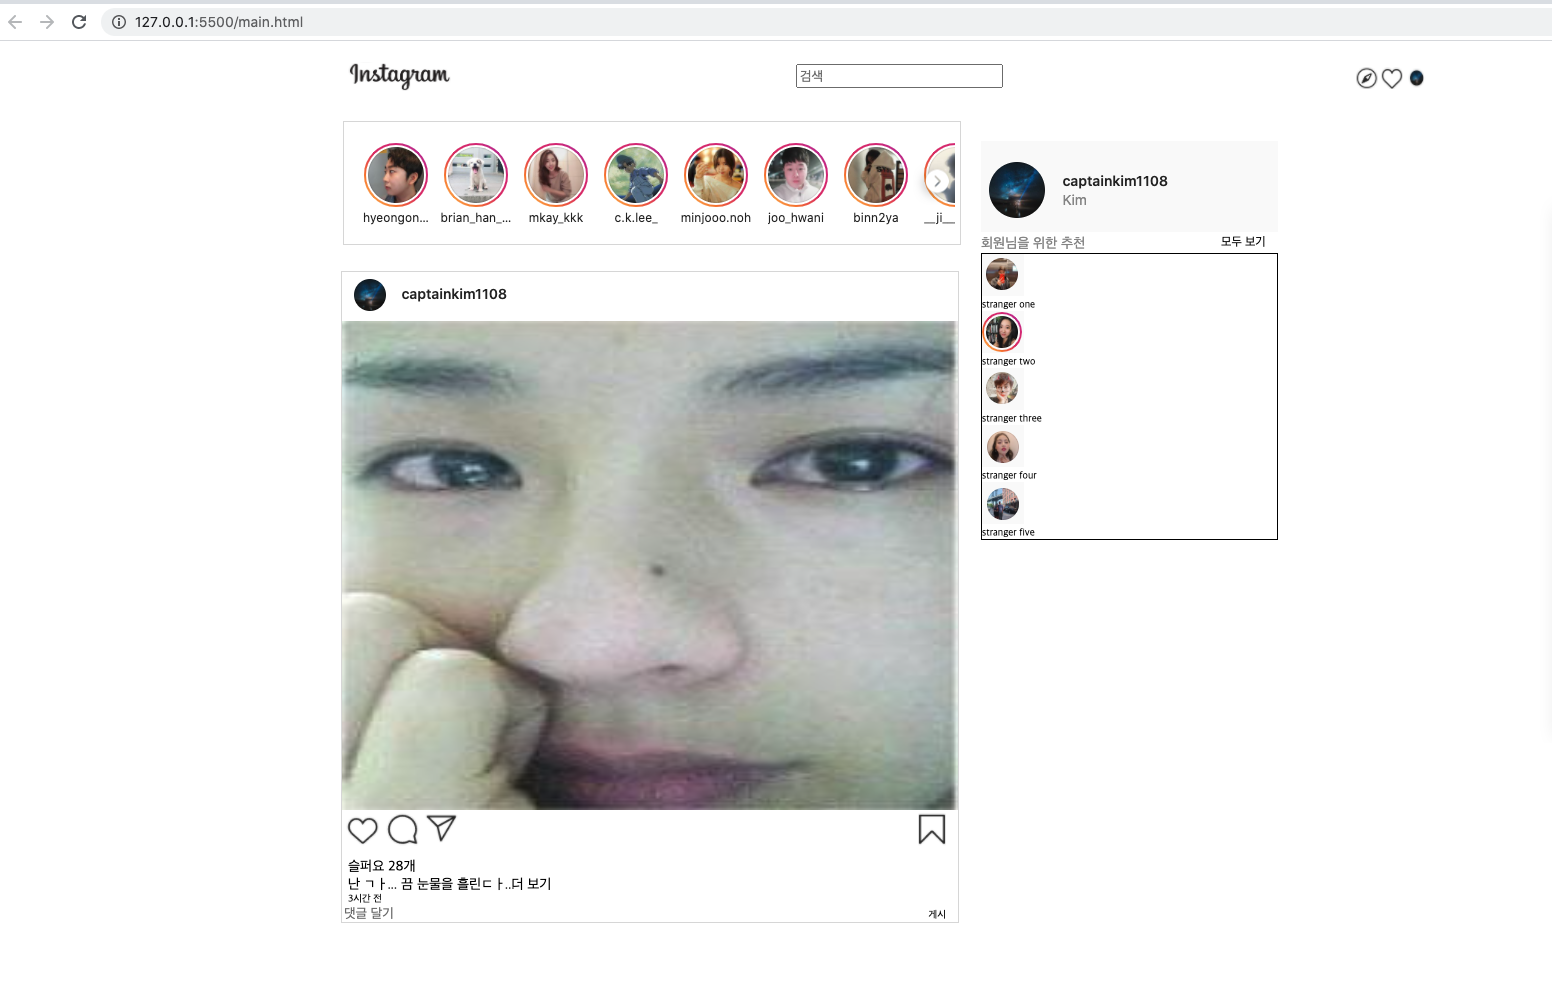 127.0.0.1:5500/main.html
Instagram
검색
hyeongon...
brian_han_...
mkay_kkk
c.k.lee_
minjooo.noh
joo_hwani
binn2ya
__ji__
captainkim1108
Kim
회원님을 위한 추천
모두 보기
stranger one
stranger two
stranger three
stranger four
stranger five
captainkim1108
슬퍼요 28개
난 ㄱㅏ... 끔 눈물을 흘린ㄷㅏ..더 보기
3시간 전
댓글 달기
게시